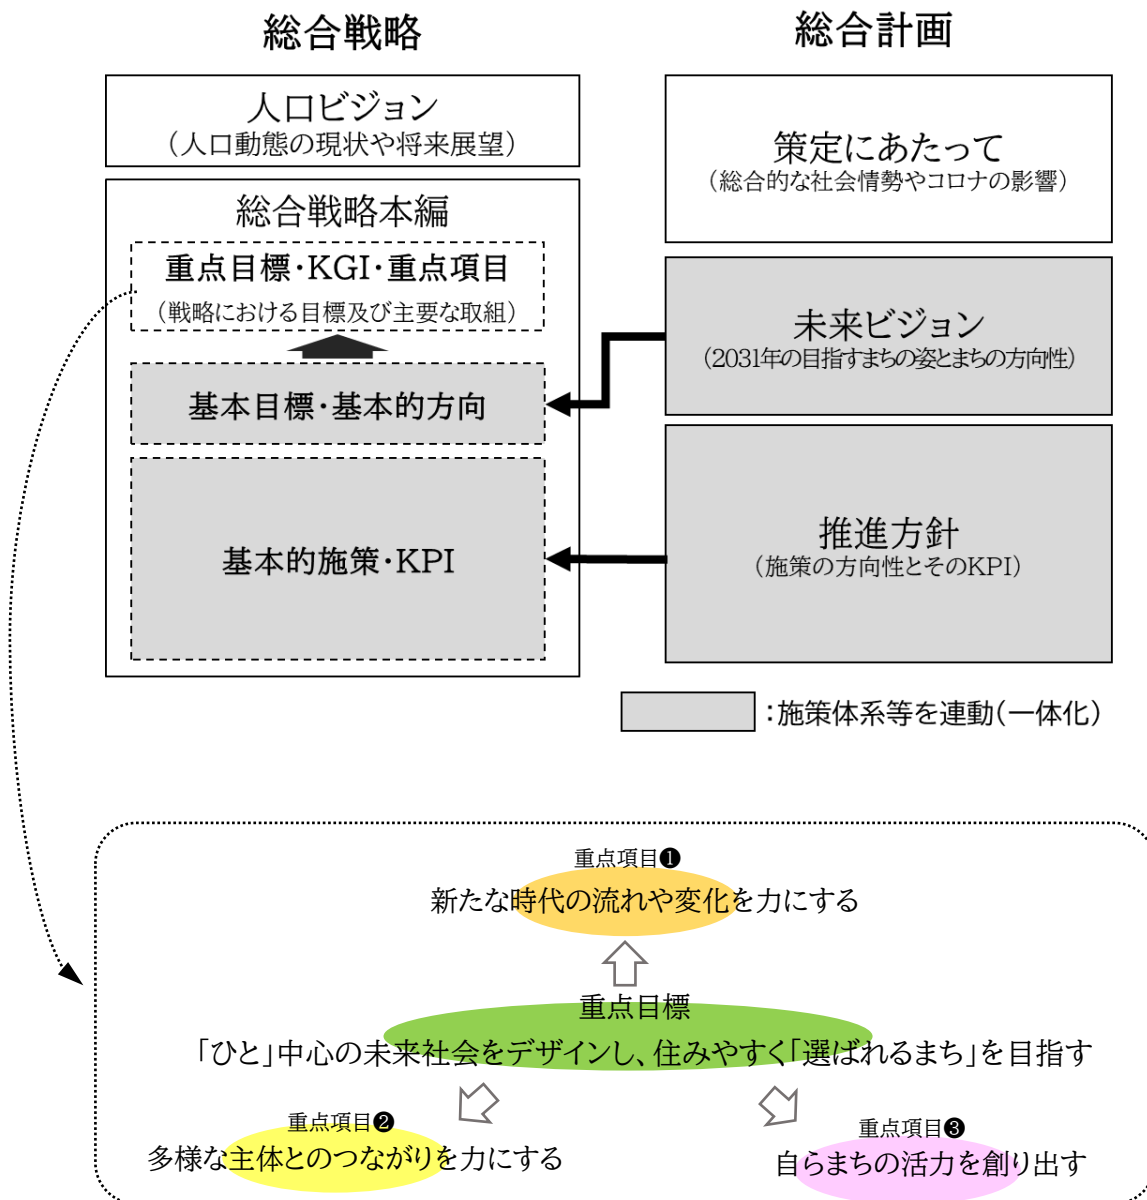 総合戦略
総合計画
人口ビジョン
（人口動態の現状や将来展望）
総合戦略本編
重点目標・KGI・重点項目
（戦略における目標及び主要な取組）
基本目標・基本的方向
基本的施策・KPI
策定にあたって
（総合的な社会情勢やコロナの影響）
未来ビジョン
（2031年の目指すまちの姿とまちの方向性）
推進方針
（施策の方向性とそのKPI）
：施策体系等を連動（一体化）
重点項目❶
新たな時代の流れや変化を力にする
重点目標
「ひと」中心の未来社会をデザインし、住みやすく「選ばれるまち」を目指す
重点項目❷
多様な主体とのつながりを力にする
重点項目❸
自らまちの活力を創り出す